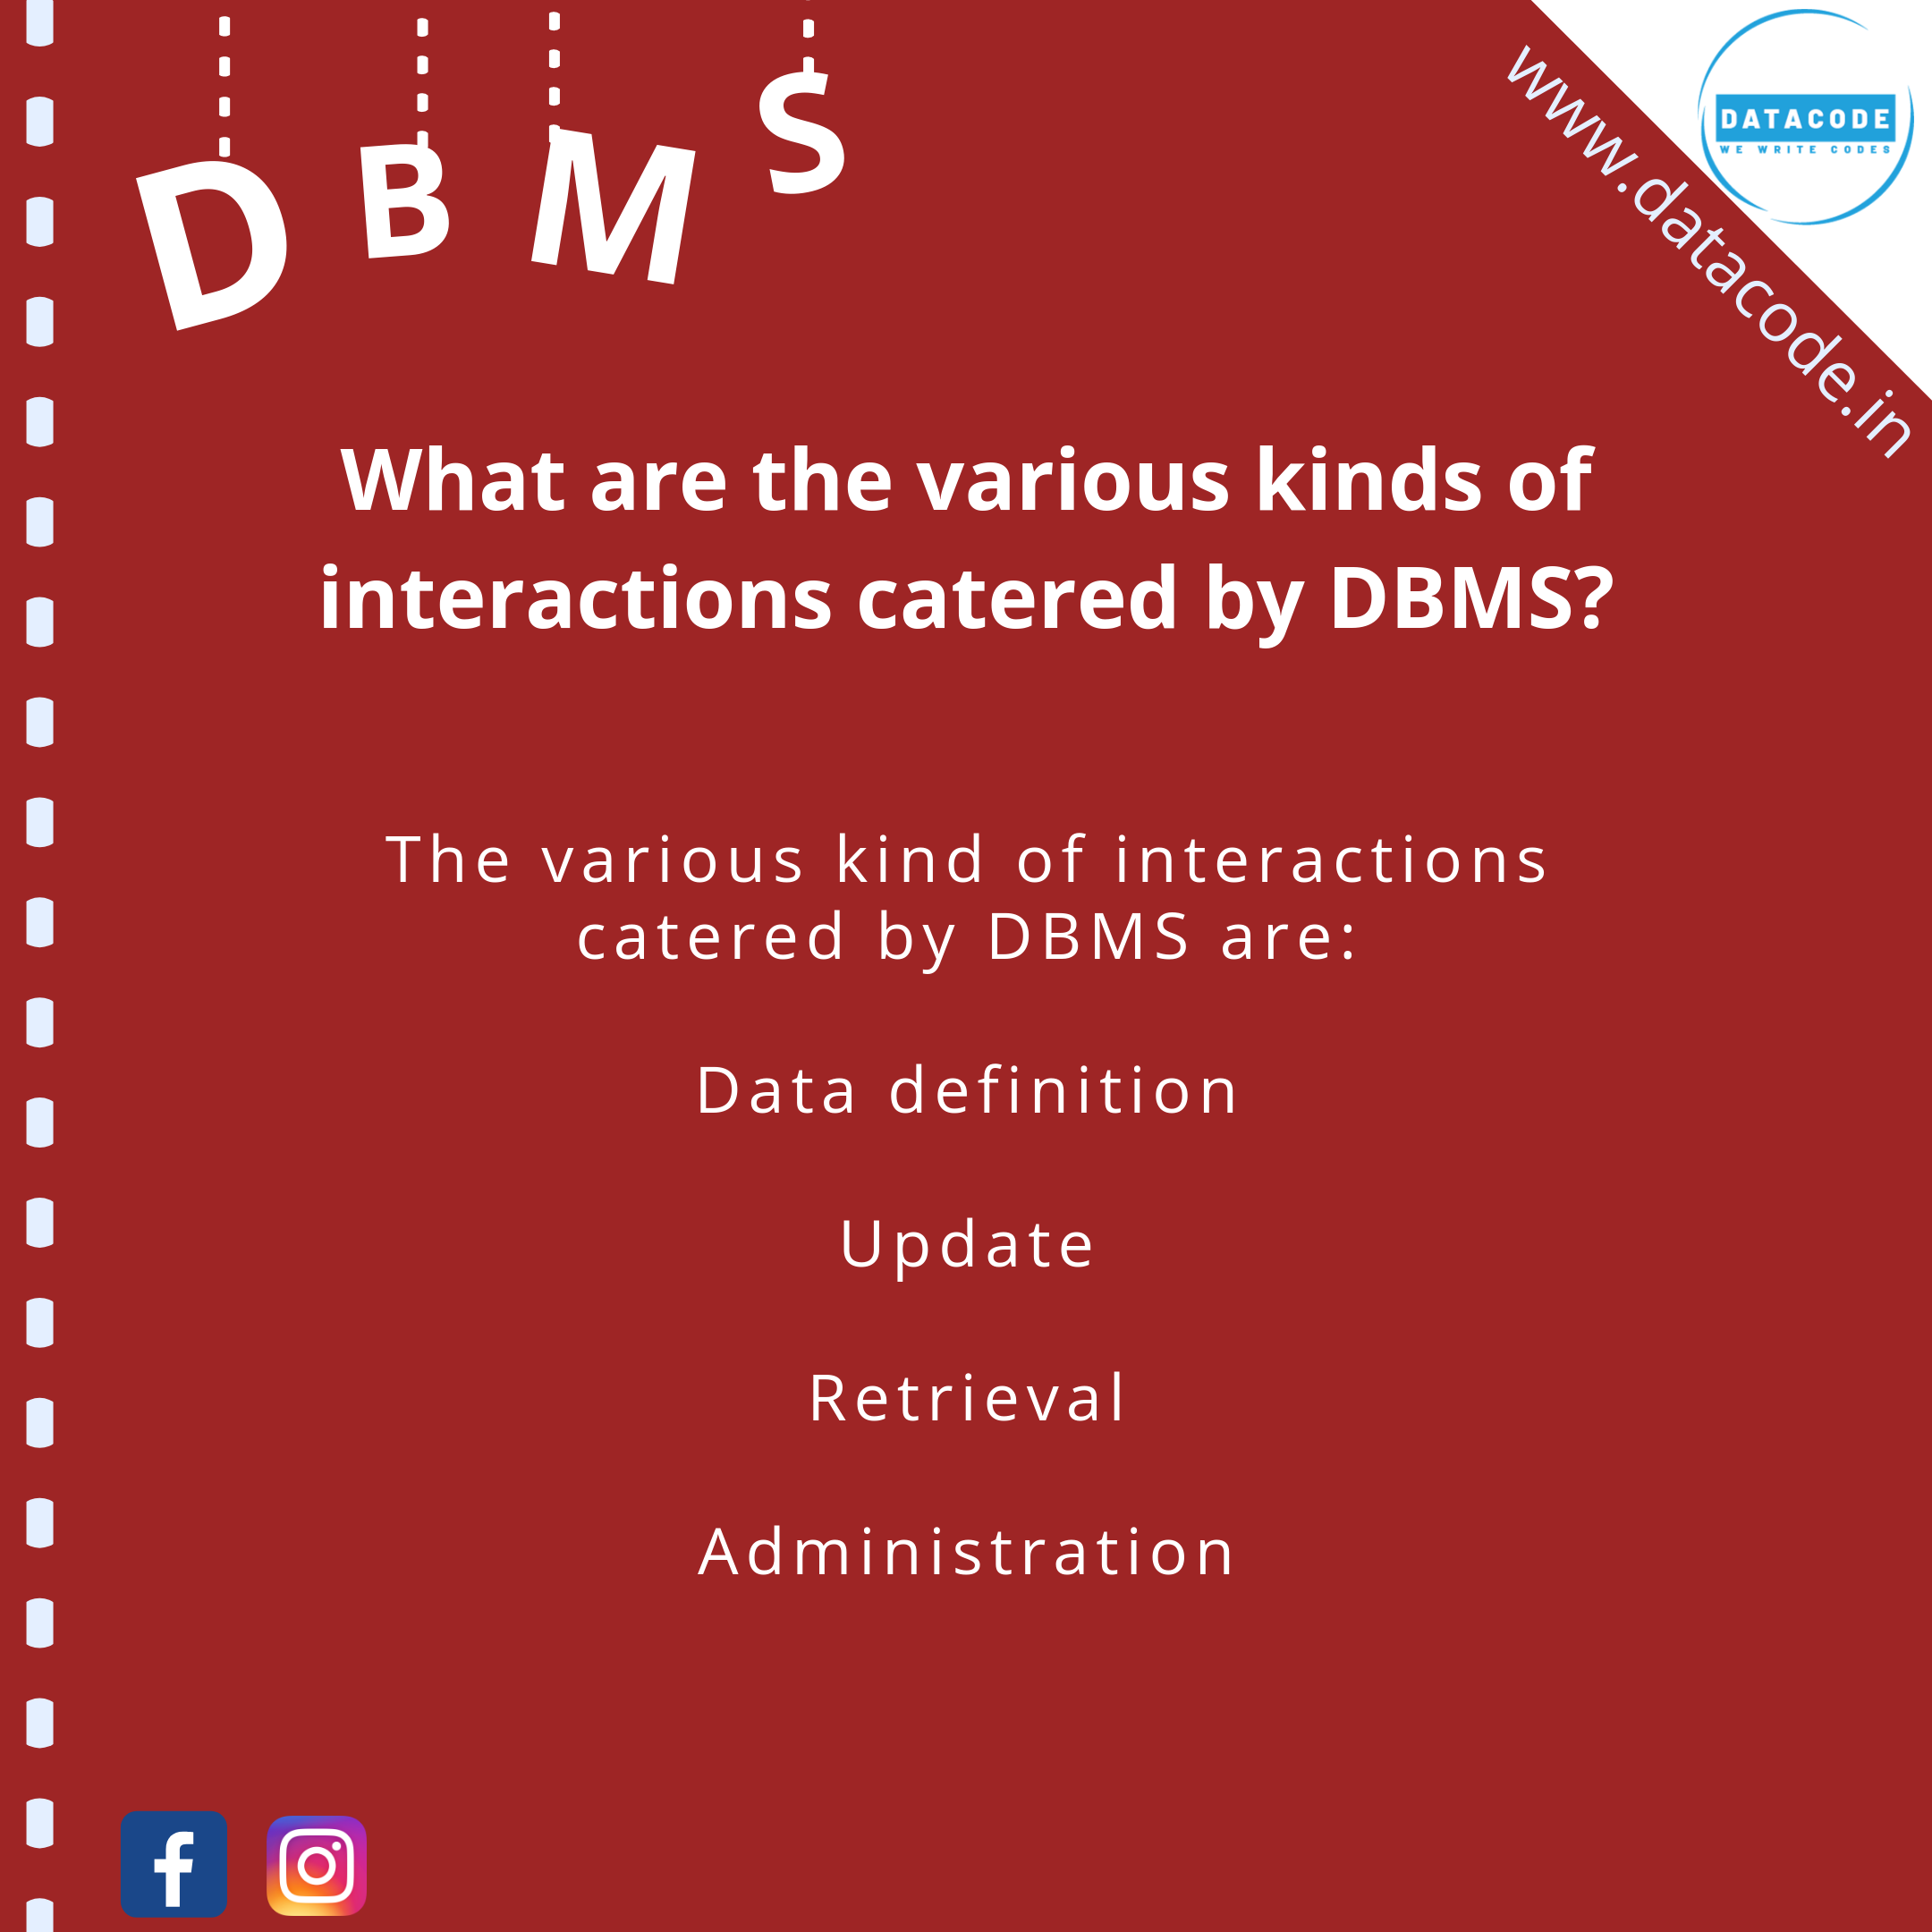 D B M S
DATACODE
WE WRITE CODES
www.datacode.in
What are the various kinds of
interactions catered by DBMS?
The various kind of interactions
catered by DBMS are:
Data definition
Update
Retrieval
Administration